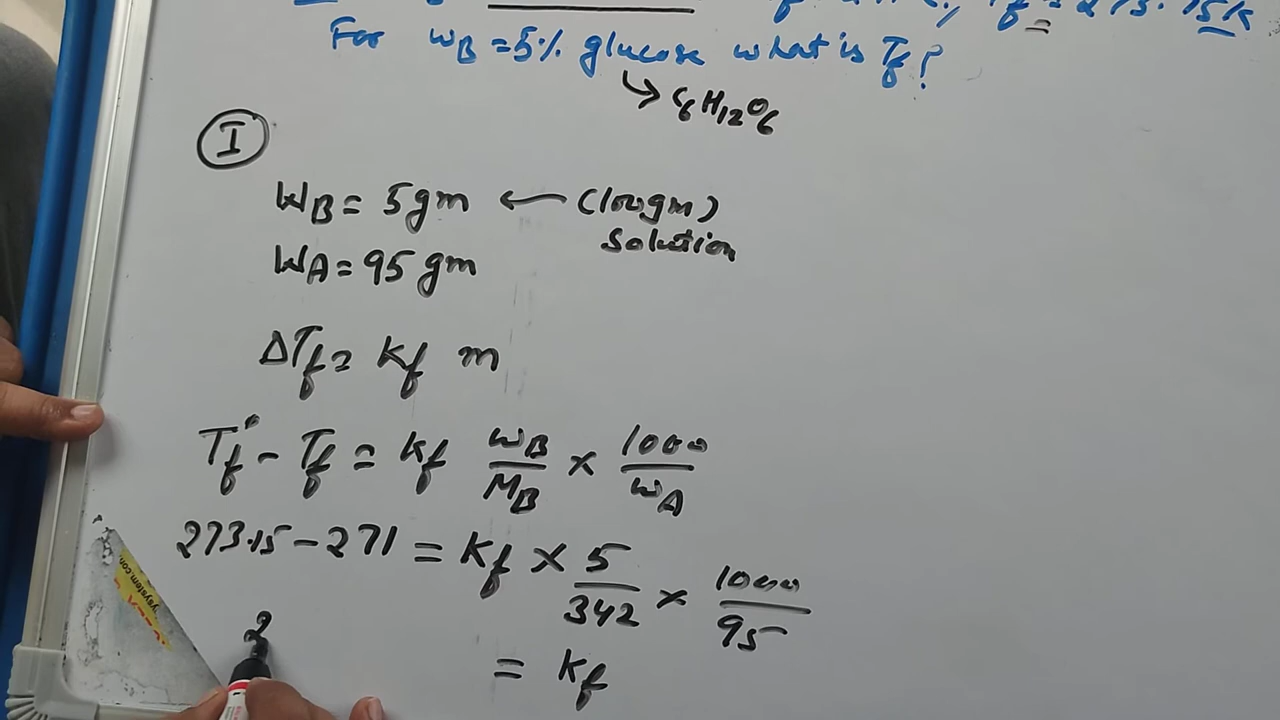 For WB = 5% glucose what is Tf ?
→ C6H12O6
I
WB = 5gm ← (100gm)
Solution
WA = 95 gm
ΔTf = Kf m
Tf° - Tf = Kf WB/MB × 1000/WA
273.15 - 271 = Kf × 5/342 × 1000/95
2 = Kf